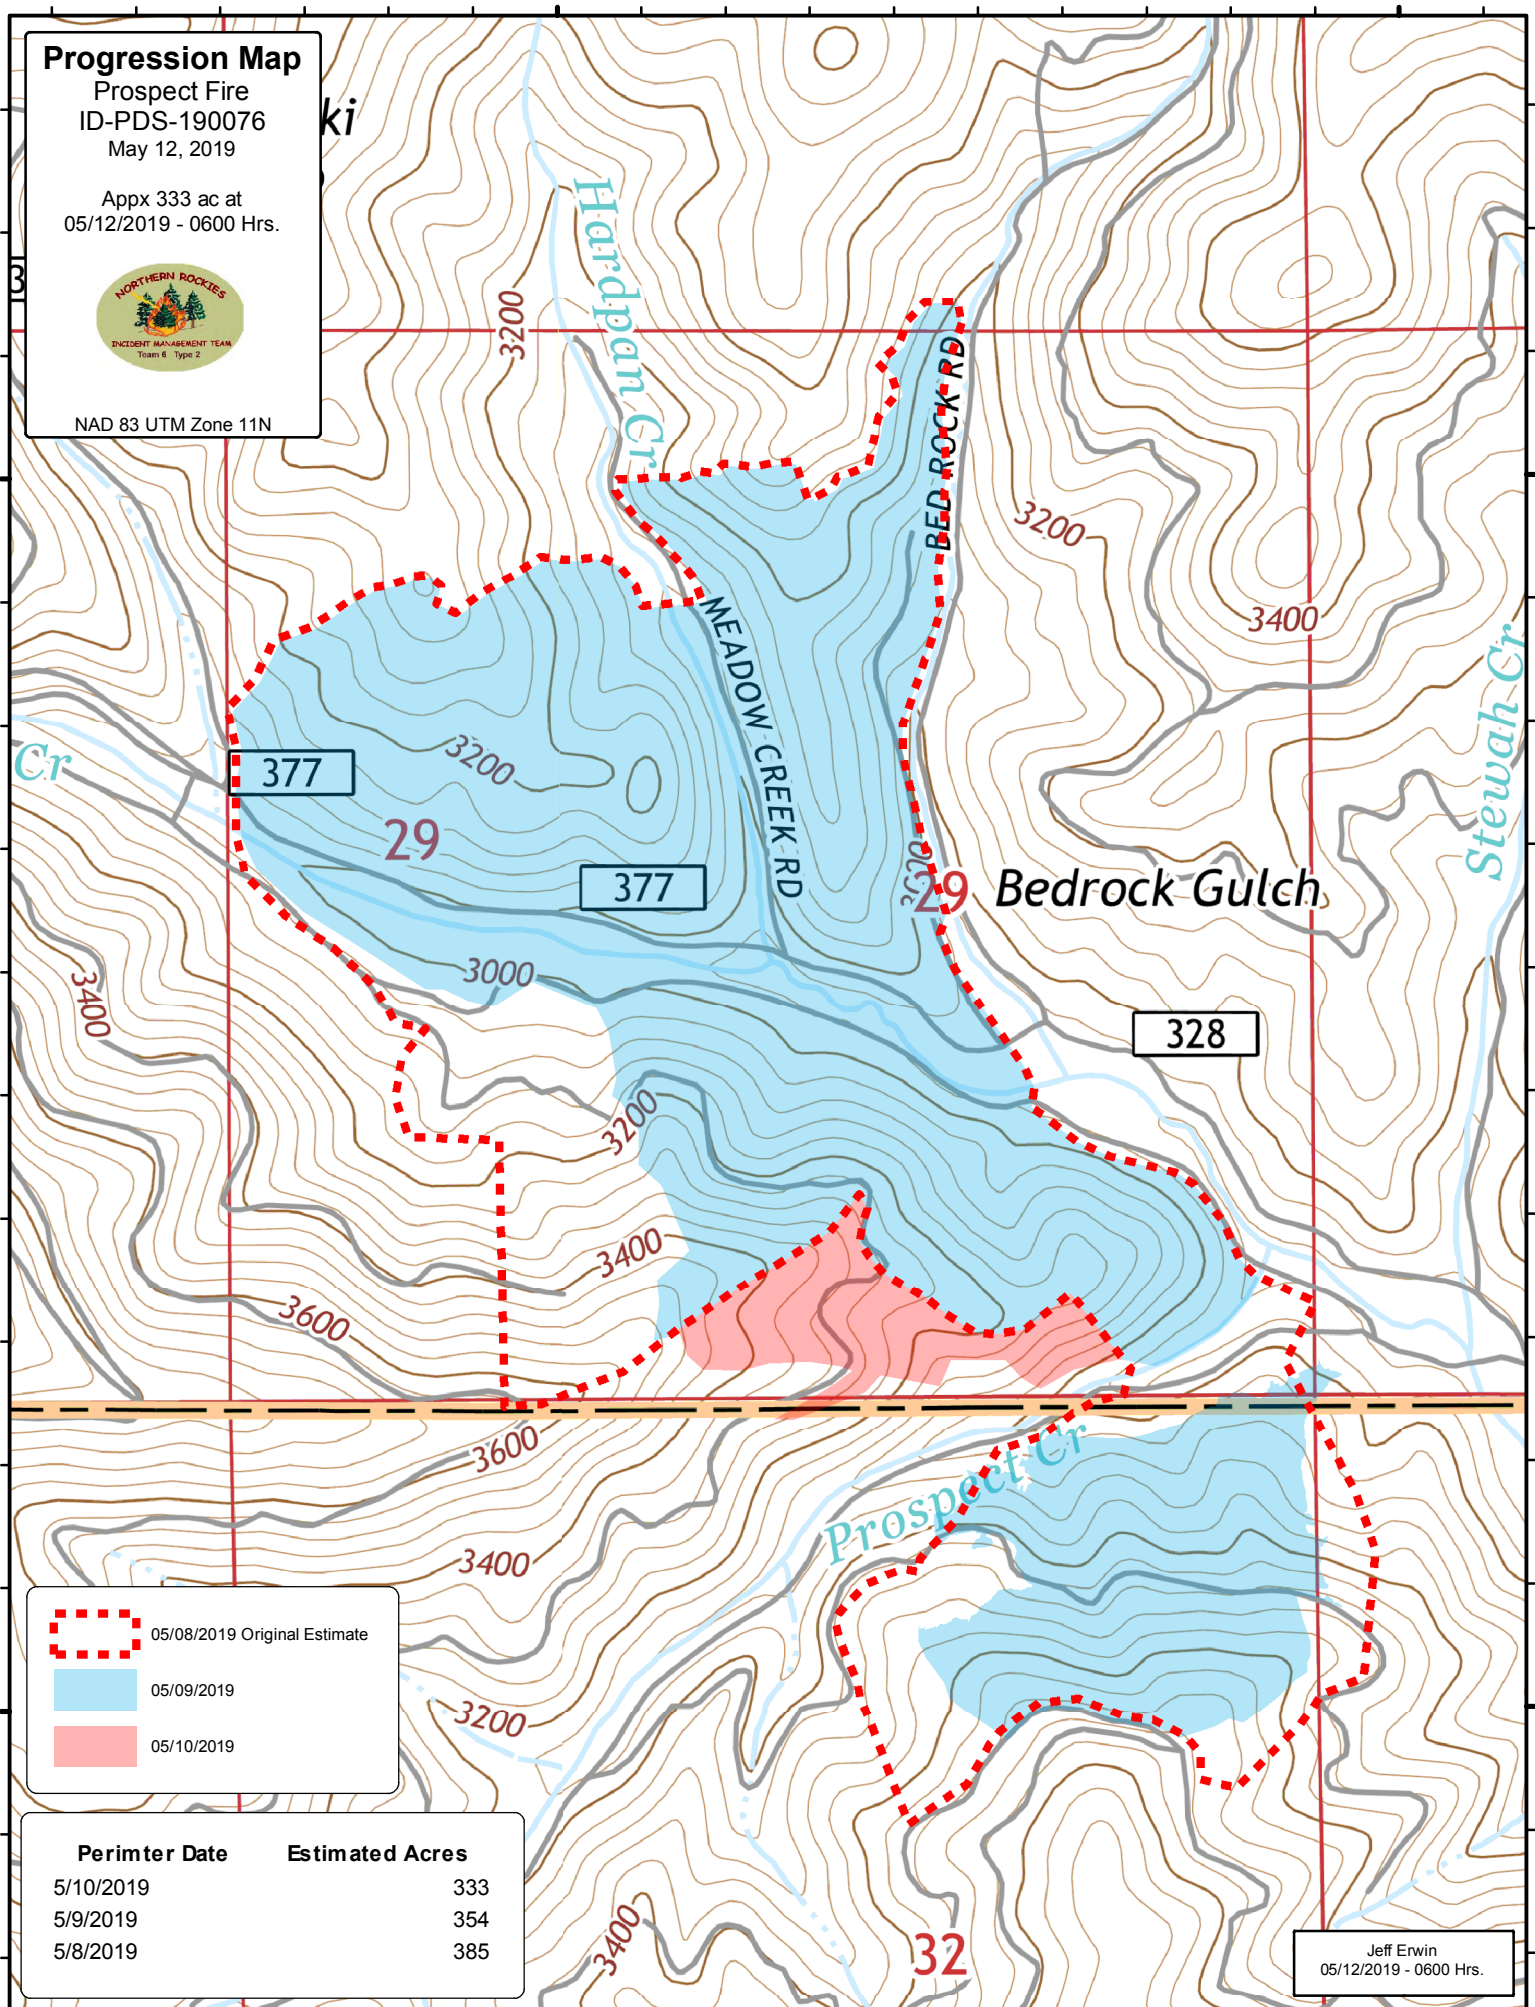 Progression Map
Prospect Fire
ID-PDS-190076
May 12, 2019
Appx 333 ac at
05/12/2019 - 0600 Hrs.
NORTHERN ROCKIES
INCIDENT MANAGEMENT TEAM
Team 6 Type 2
NAD 83 UTM Zone 11N
ki
3
Hardpan Cr
3200
BED ROCK RD
3200
3400
Stewah Cr
MEADOW CREEK RD
Cr
377
3200
29
377
29
Bedrock Gulch
3000
3400
328
3200
3400
3600
3600
Prospect Cr
3400
3200
05/08/2019 Original Estimate
05/09/2019
05/10/2019
Perimter Date Estimated Acres
5/10/2019 333
5/9/2019 354
5/8/2019 385
3400
32
Jeff Erwin
05/12/2019 - 0600 Hrs.